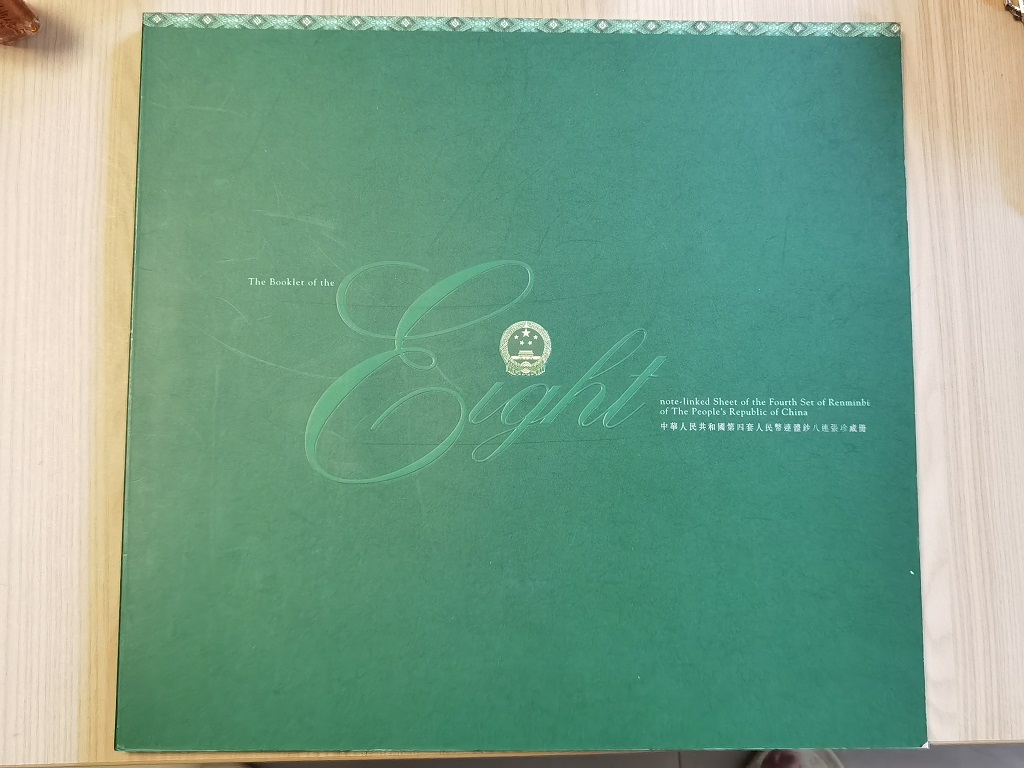 The Booklet of the
Eight
note-linked Sheet of the Fourth Set of Renminbi
of The People's Republic of China
中華人民共和國第四套人民幣連體鈔八連張珍藏冊